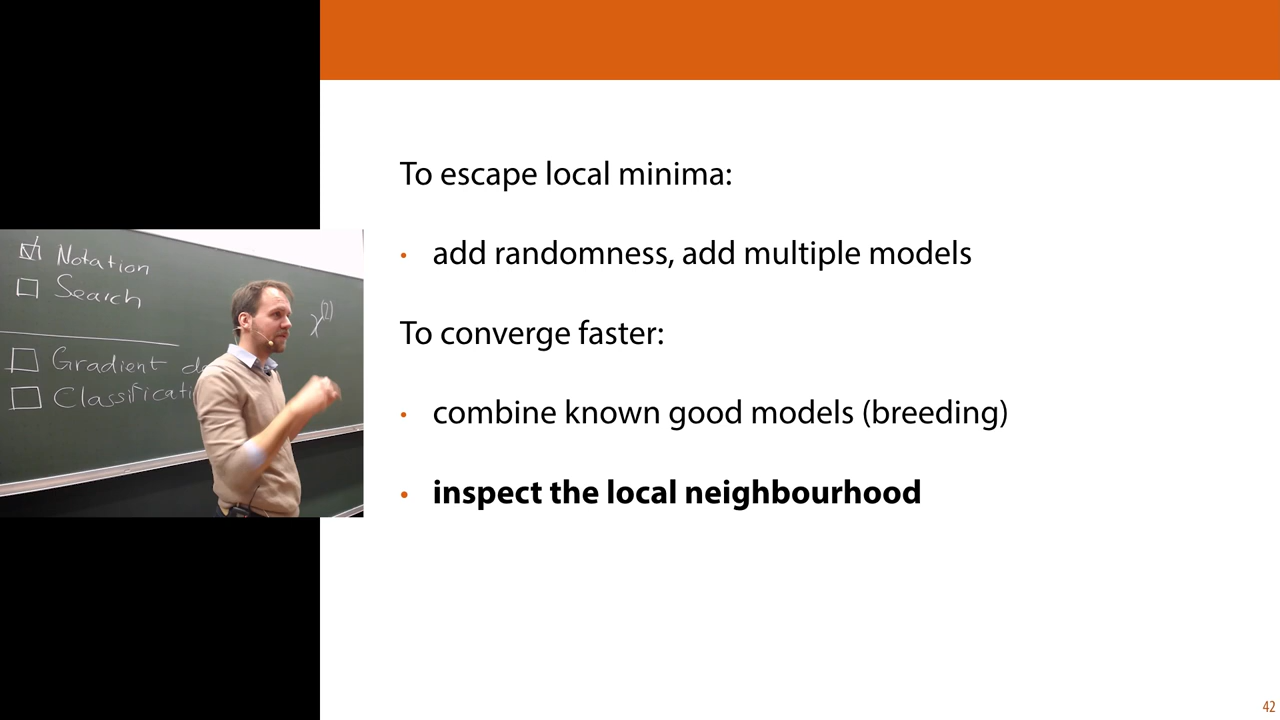 To escape local minima:
• add randomness, add multiple models
To converge faster:
• combine known good models (breeding)
• inspect the local neighbourhood
42
Notation
Search
Gradient
x(2)